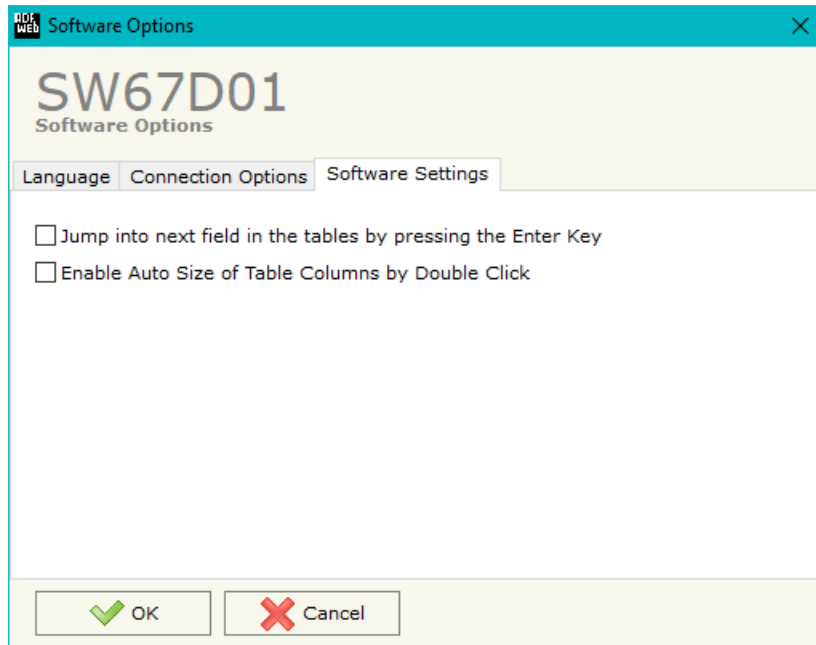 ADF
WEB
Software Options
SW67D01
Software Options
Language
Connection Options
Software Settings
Jump into next field in the tables by pressing the Enter Key
Enable Auto Size of Table Columns by Double Click
OK
Cancel